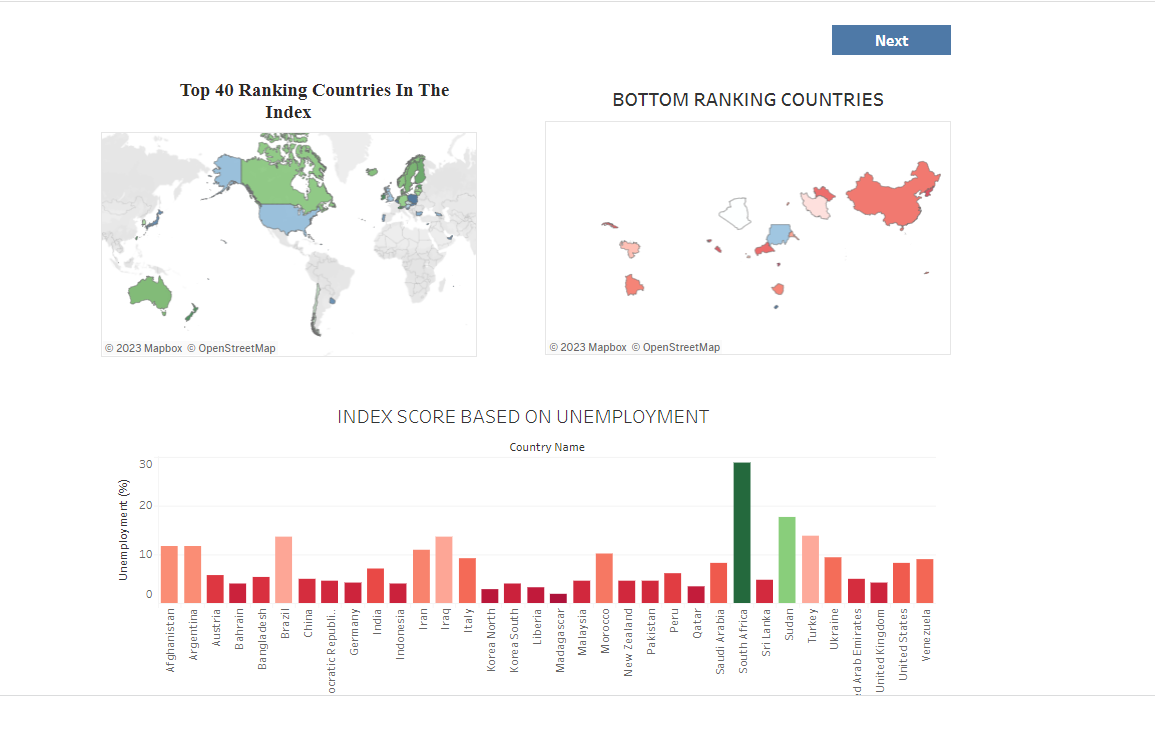 Next
Top 40 Ranking Countries In The
Index
BOTTOM RANKING COUNTRIES
© 2023 Mapbox © OpenStreetMap
© 2023 Mapbox © OpenStreetMap
INDEX SCORE BASED ON UNEMPLOYMENT
Country Name
Unemployment (%)
30
20
10
0
Afghanistan
Argentina
Austria
Bahrain
Bangladesh
Brazil
China
ocratic Republi..
Germany
India
Indonesia
Iran
Iraq
Italy
Korea North
Korea South
Liberia
Madagascar
Malaysia
Morocco
New Zealand
Pakistan
Peru
Qatar
Saudi Arabia
South Africa
Sri Lanka
Sudan
Turkey
Ukraine
d Arab Emirates
United Kingdom
United States
Venezuela